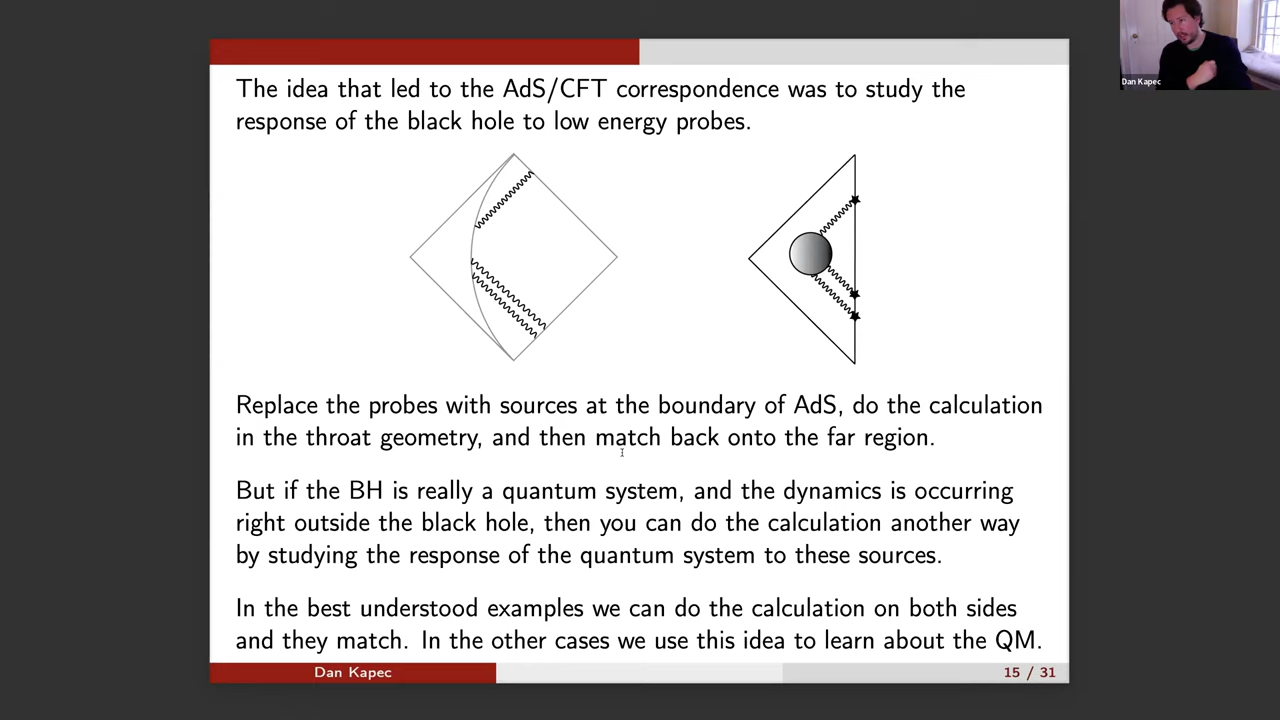 Dan Kapec
The idea that led to the AdS/CFT correspondence was to study the
response of the black hole to low energy probes.
Replace the probes with sources at the boundary of AdS, do the calculation
in the throat geometry, and then match back onto the far region.
But if the BH is really a quantum system, and the dynamics is occurring
right outside the black hole, then you can do the calculation another way
by studying the response of the quantum system to these sources.
In the best understood examples we can do the calculation on both sides
and they match. In the other cases we use this idea to learn about the QM.
Dan Kapec
15 / 31